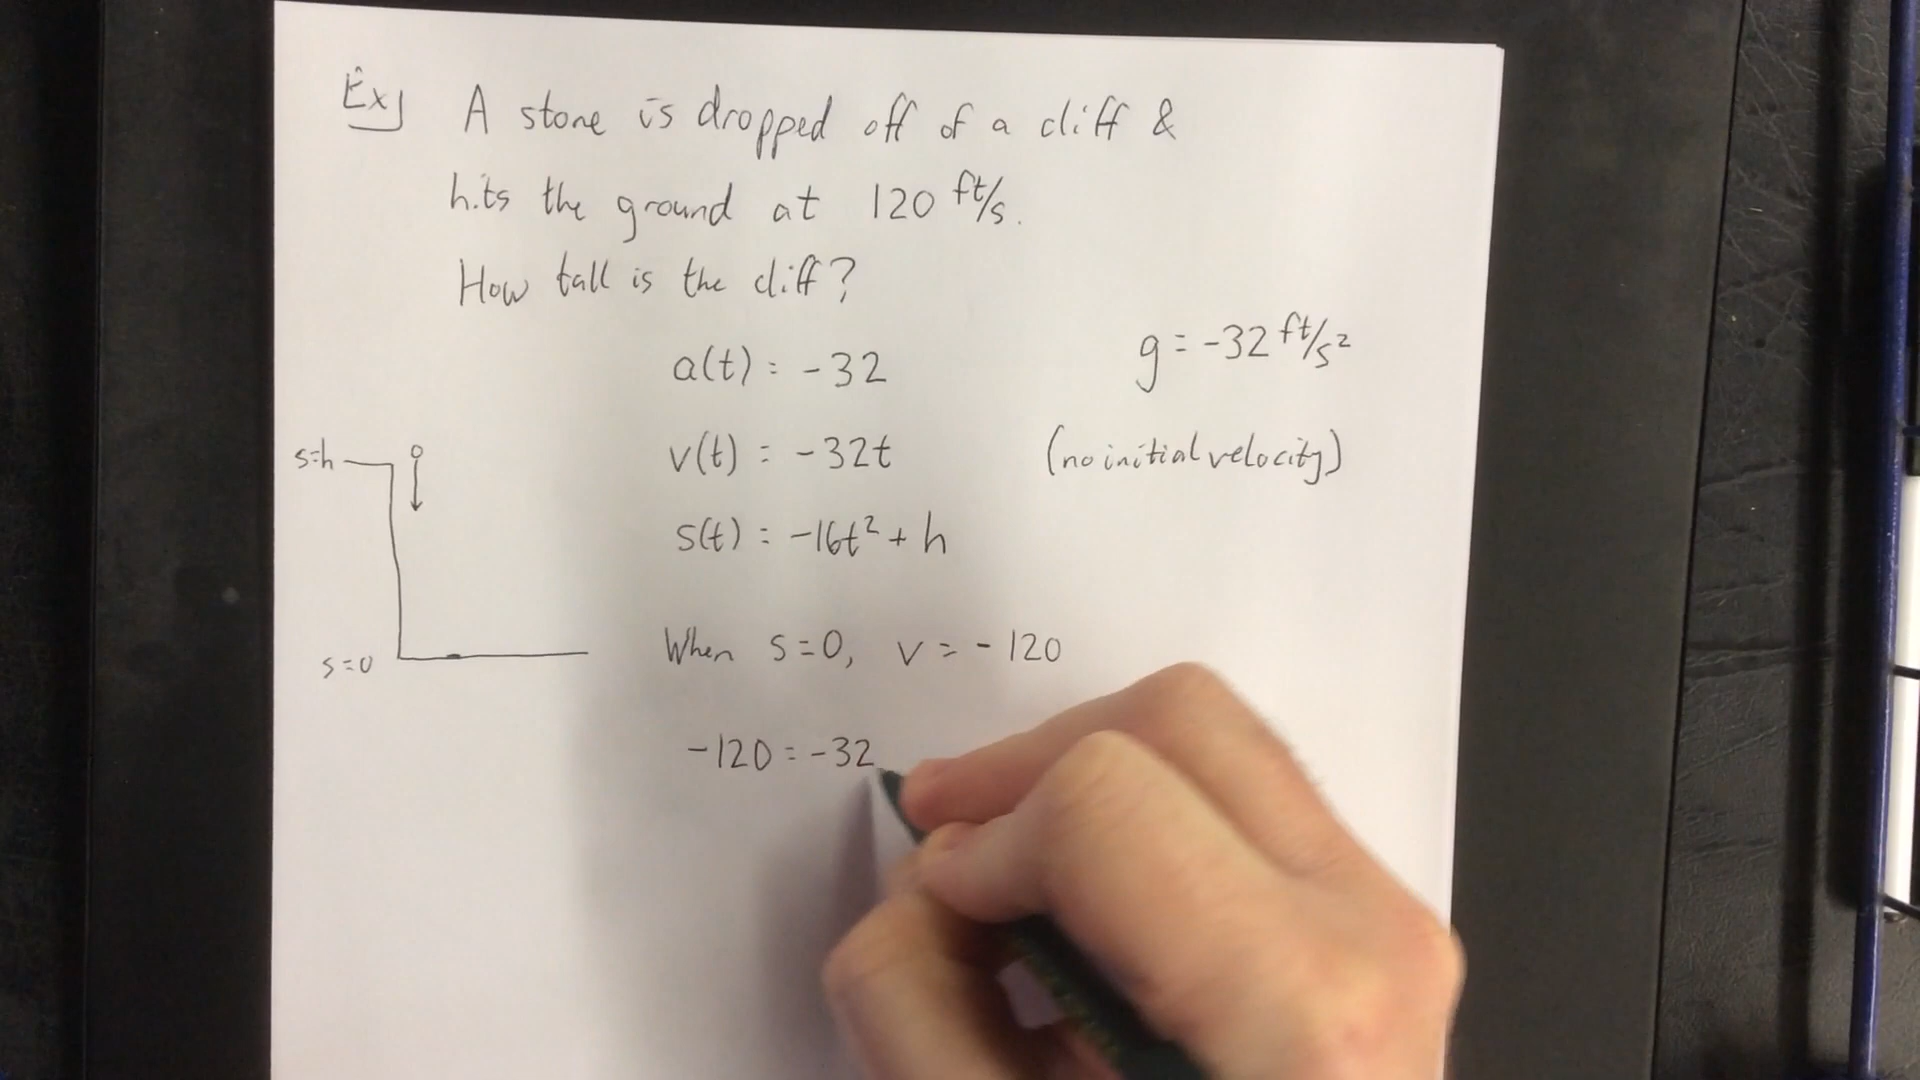 Ex] A stone is dropped off of a cliff &
hits the ground at 120 ft/s.
How tall is the cliff?
a(t) = -32
g = -32 ft/s²
v(t) = -32t
(no initial velocity)
s(t) = -16t² + h
s=h
s=0
When s=0, v = -120
-120 = -32